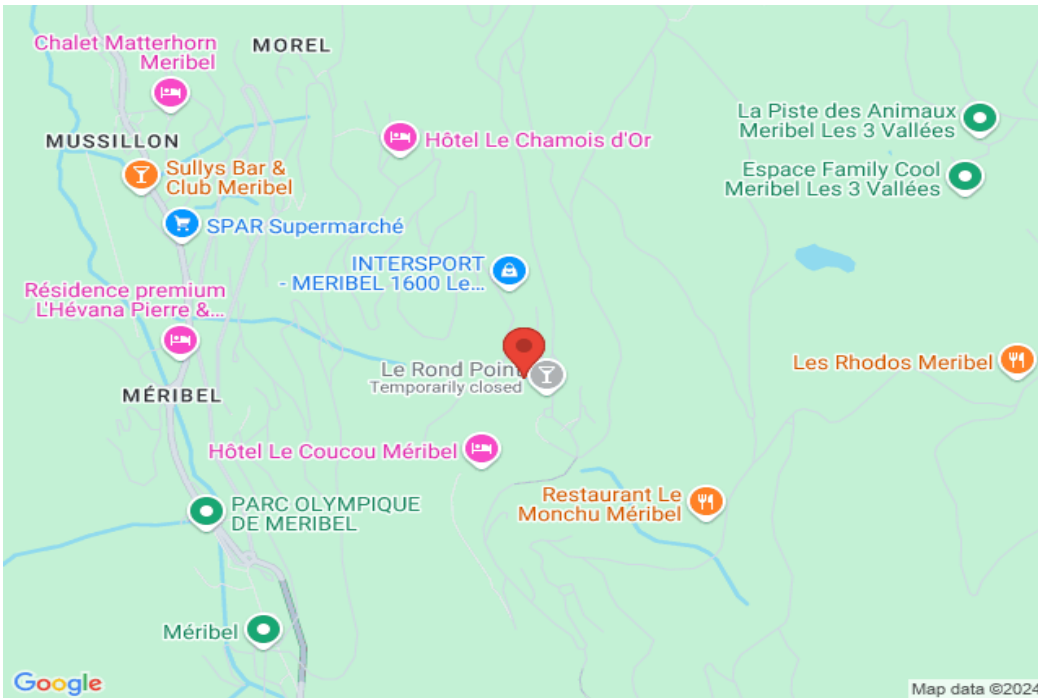 Chalet Matterhorn
Meribel
MOREL
La Piste des Animaux
Meribel Les 3 Vallées
MUSSILLON
Hôtel Le Chamois d'Or
Sullys Bar &
Club Meribel
Espace Family Cool
Meribel Les 3 Vallées
SPAR Supermarché
INTERSPORT
- MERIBEL 1600 Le...
Résidence premium
L'Hévana Pierre &...
Le Rond Point
Temporarily closed
Les Rhodos Meribel
MÉRIBEL
Hôtel Le Coucou Méribel
PARC OLYMPIQUE
DE MERIBEL
Restaurant Le
Monchu Méribel
Méribel
Google
Map data ©2024